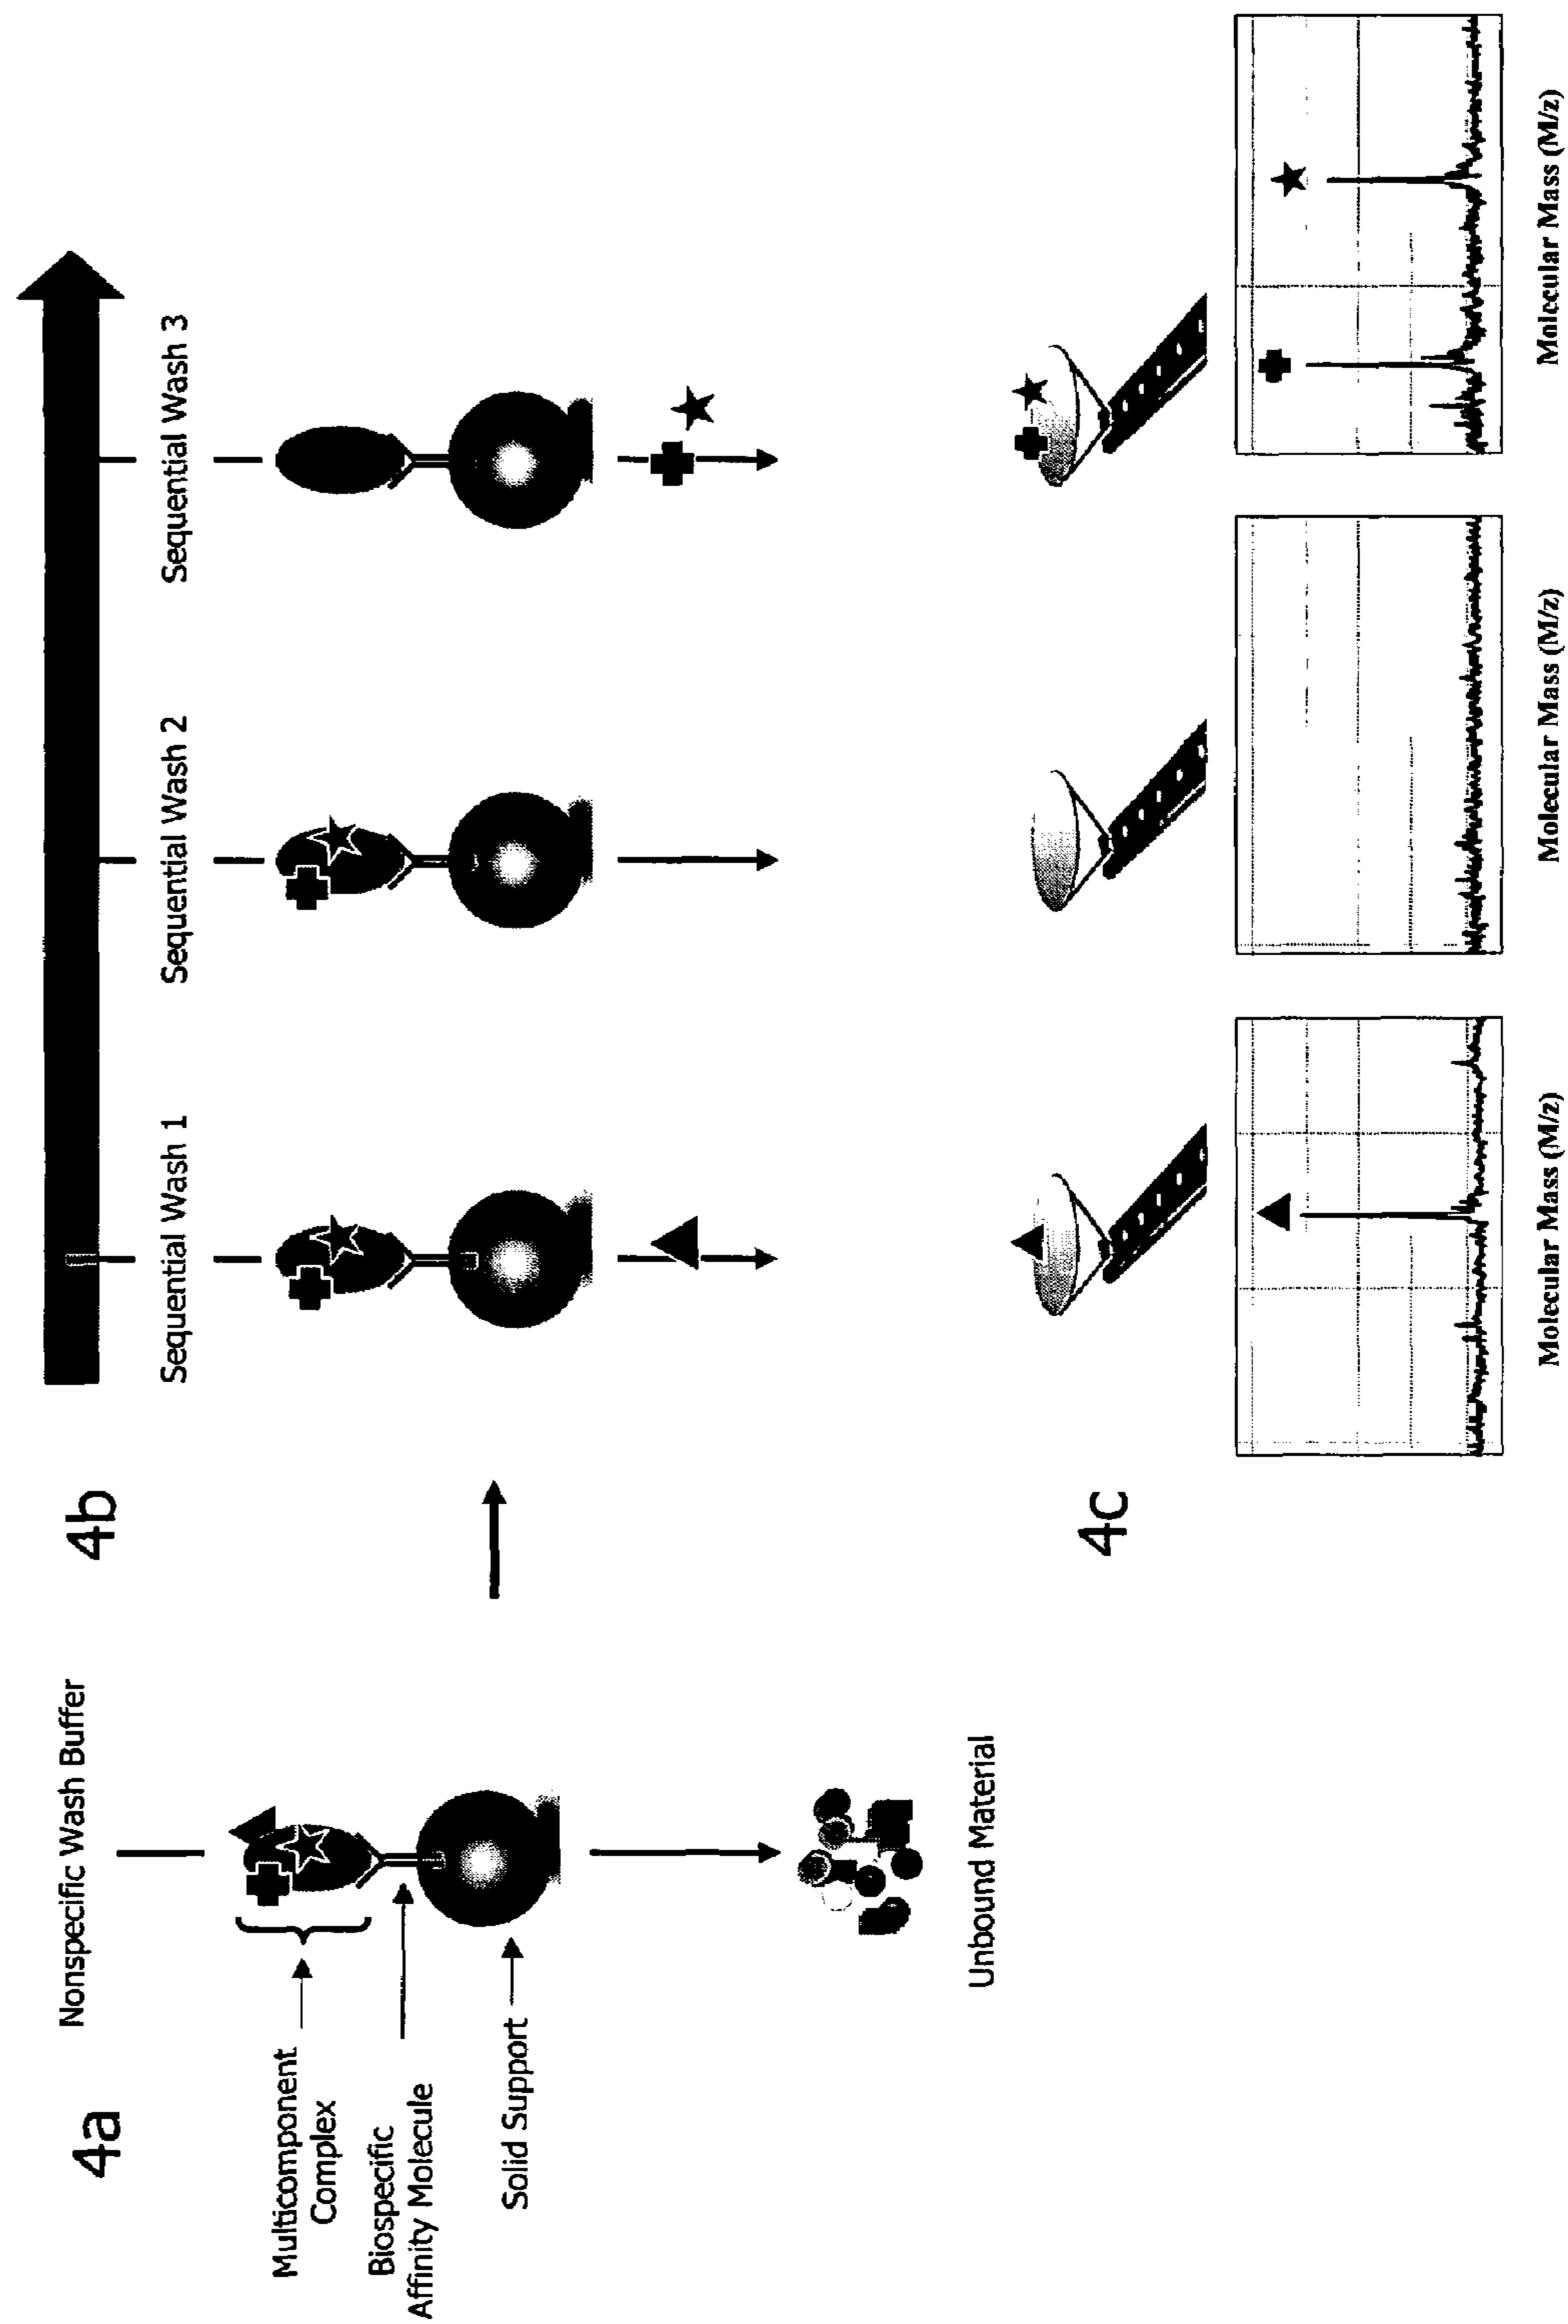 4a
Nonspecific Wash Buffer
Multicomponent
Complex
Biospecific
Affinity Molecule
Solid Support
Unbound Material
4b
Sequential Wash 1
Sequential Wash 2
Sequential Wash 3
4c
Molecular Mass (M/z)
Molecular Mass (M/z)
Molecular Mass (M/z)